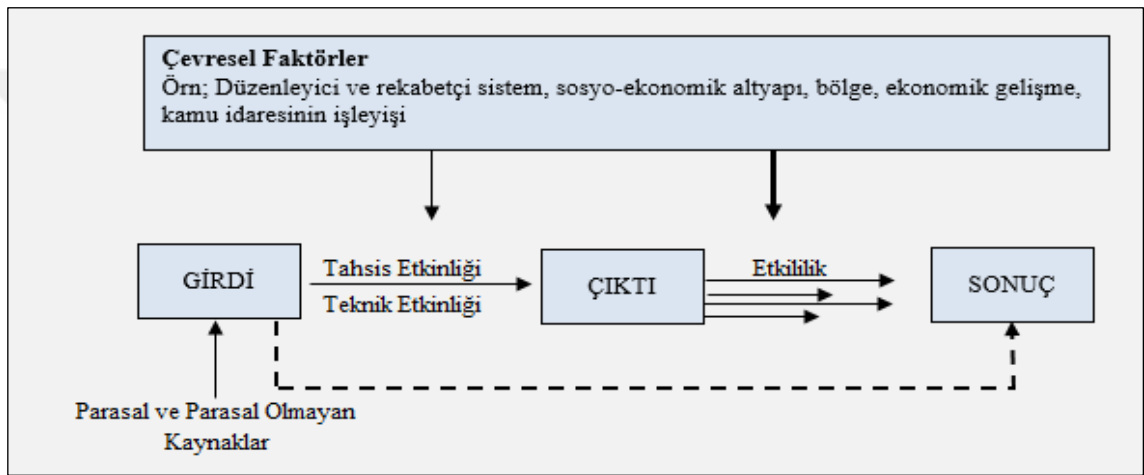 Çevresel Faktörler
Örn; Düzenleyici ve rekabetçi sistem, sosyo-ekonomik altyapı, bölge, ekonomik gelişme,
kamu idaresinin işleyişi
GİRDİ
Tahsis Etkinliği
Teknik Etkinliği
ÇIKTI
Etkililik
SONUÇ
Parasal ve Parasal Olmayan
Kaynaklar